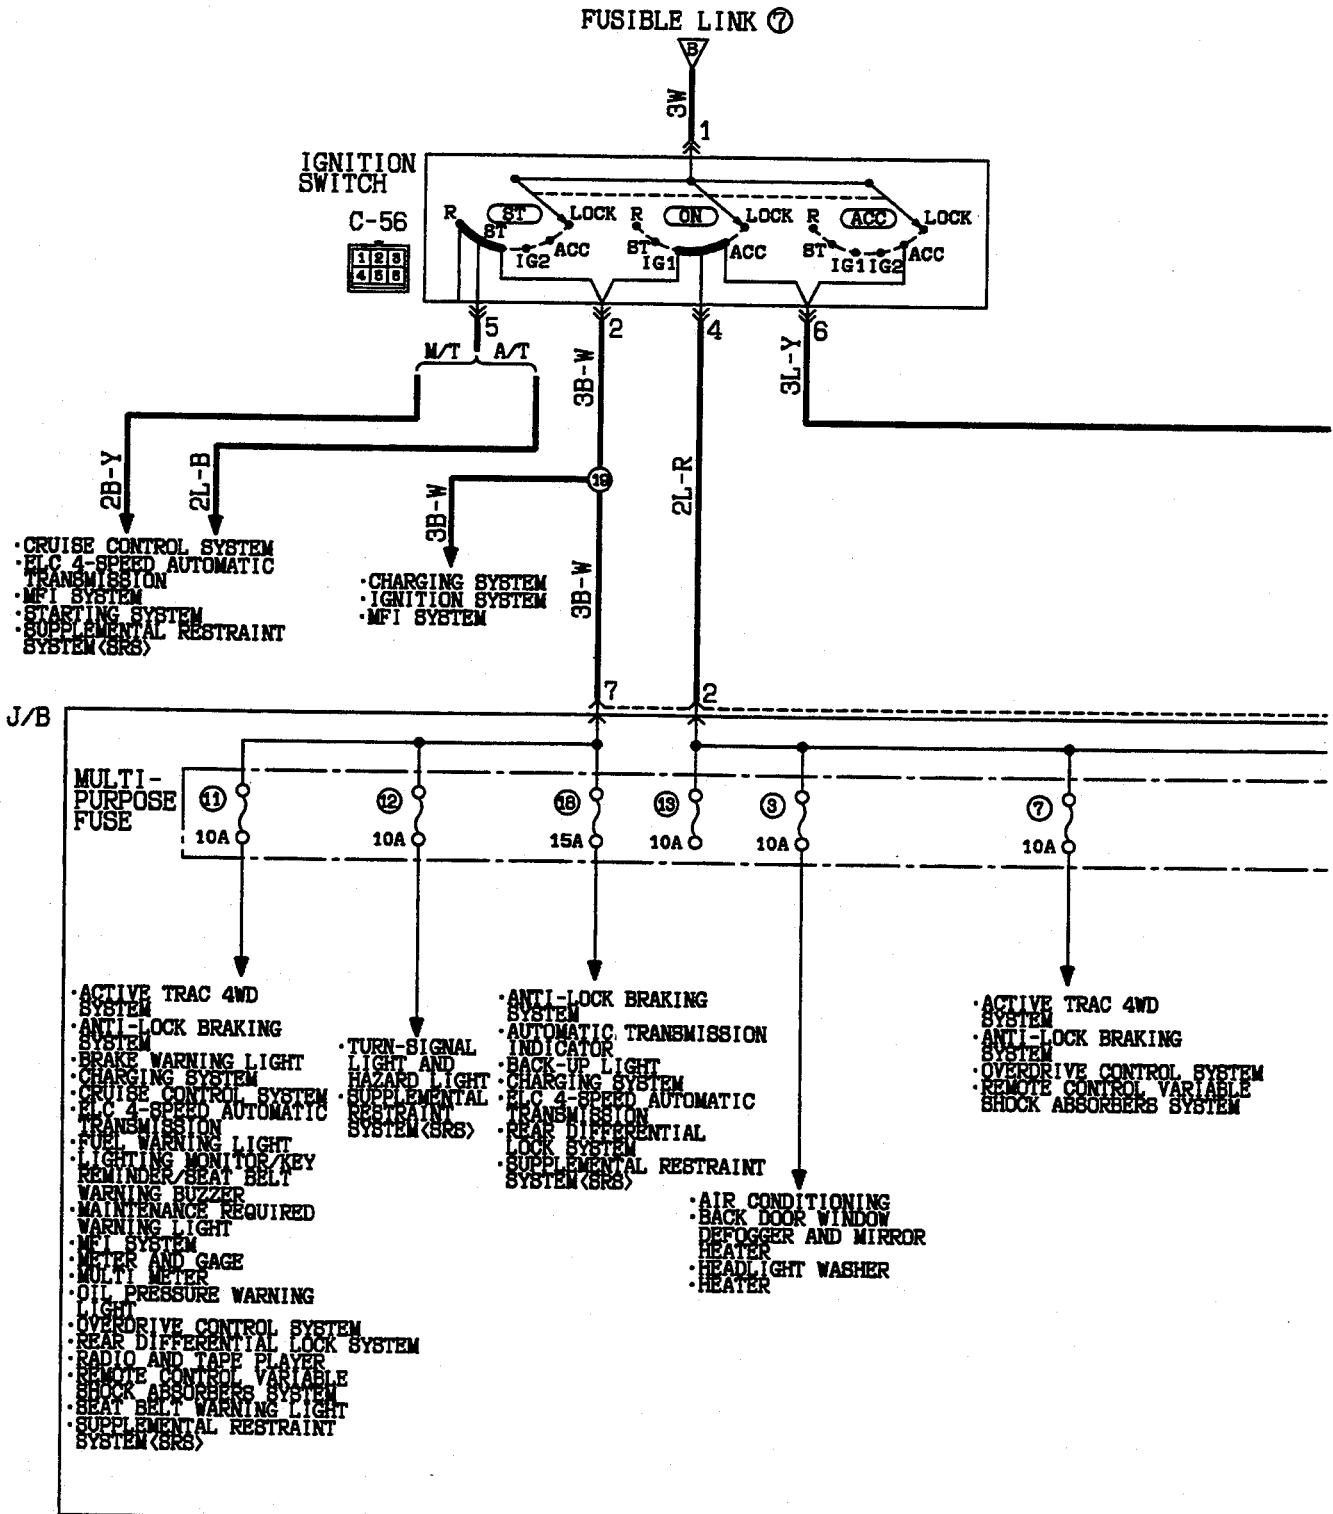 FUSIBLE LINK ⑦
B
3W
1
IGNITION
SWITCH
C-56
1 2 3
4 5 6
R ST ST LOCK ACC IG2
R ON LOCK ST IG1 ACC
R ACC LOCK ST IG1 IG2 ACC
5 2 4 6
M/T A/T
3B-W
3L-Y
2B-Y
2L-B
3B-W
19
2L-R
3B-W
·CRUISE CONTROL SYSTEM
·ELC 4-SPEED AUTOMATIC
TRANSMISSION
·MFI SYSTEM
·STARTING SYSTEM
·SUPPLEMENTAL RESTRAINT
SYSTEM<SRS>
·CHARGING SYSTEM
·IGNITION SYSTEM
·MFI SYSTEM
7 2
J/B
MULTI-
PURPOSE
FUSE
⑪ 10A
⑫ 10A
⑱ 15A
⑬ 10A
③ 10A
⑦ 10A
·ACTIVE TRAC 4WD
SYSTEM
·ANTI-LOCK BRAKING
SYSTEM
·BRAKE WARNING LIGHT
·CHARGING SYSTEM
·CRUISE CONTROL SYSTEM
·ELC 4-SPEED AUTOMATIC
TRANSMISSION
·FUEL WARNING LIGHT
·LIGHTING MONITOR/KEY
REMINDER/SEAT BELT
WARNING BUZZER
·MAINTENANCE REQUIRED
WARNING LIGHT
·MFI SYSTEM
·METER AND GAGE
·MULTI METER
·OIL PRESSURE WARNING
LIGHT
·OVERDRIVE CONTROL SYSTEM
·REAR DIFFERENTIAL LOCK SYSTEM
·RADIO AND TAPE PLAYER
·REMOTE CONTROL VARIABLE
SHOCK ABSORBERS SYSTEM
·SEAT BELT WARNING LIGHT
·SUPPLEMENTAL RESTRAINT
SYSTEM<SRS>
·TURN-SIGNAL
LIGHT AND
HAZARD LIGHT
·SUPPLEMENTAL
RESTRAINT
SYSTEM<SRS>
·ANTI-LOCK BRAKING
SYSTEM
·AUTOMATIC TRANSMISSION
INDICATOR
·BACK-UP LIGHT
·CHARGING SYSTEM
·ELC 4-SPEED AUTOMATIC
TRANSMISSION
·REAR DIFFERENTIAL
LOCK SYSTEM
·SUPPLEMENTAL RESTRAINT
SYSTEM<SRS>
·AIR CONDITIONING
·BACK DOOR WINDOW
DEFOGGER AND MIRROR
HEATER
·HEADLIGHT WASHER
·HEATER
·ACTIVE TRAC 4WD
SYSTEM
·ANTI-LOCK BRAKING
SYSTEM
·OVERDRIVE CONTROL SYSTEM
·REMOTE CONTROL VARIABLE
SHOCK ABSORBERS SYSTEM